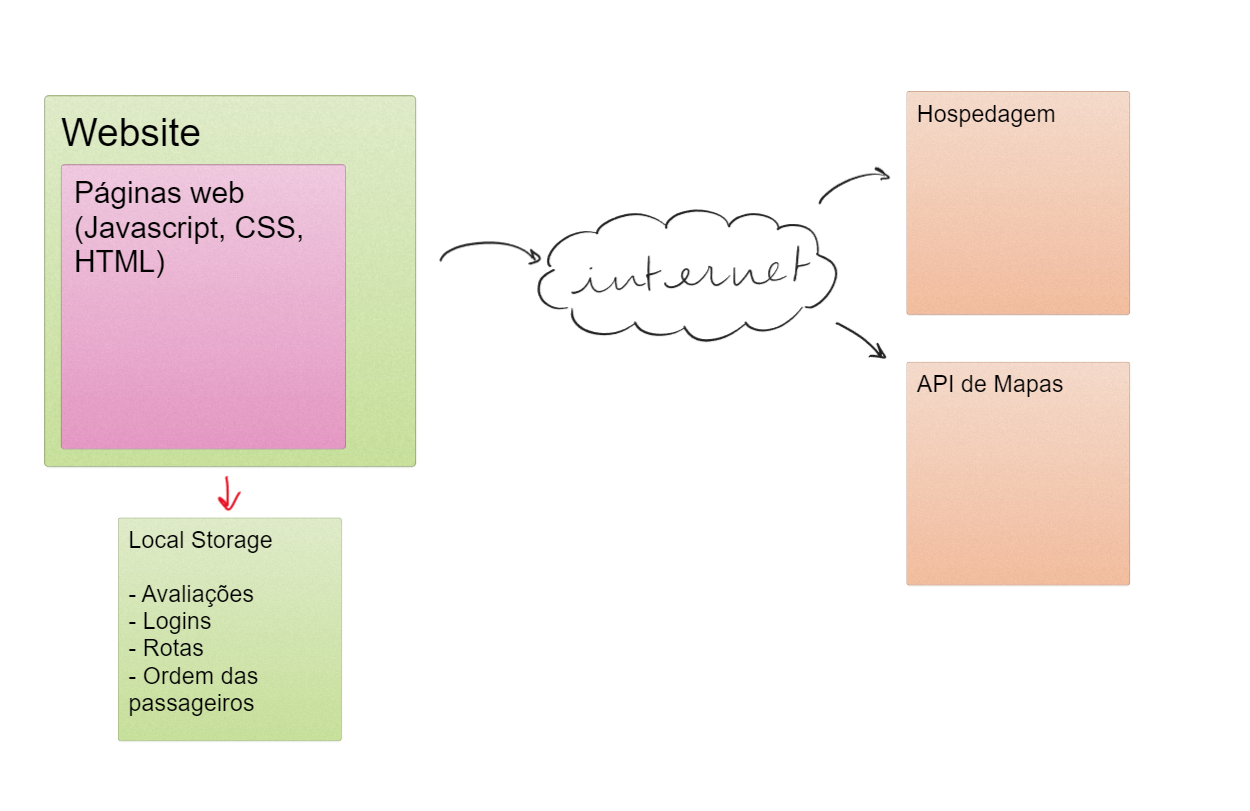 Website
Páginas web
(Javascript, CSS,
HTML)
internet
Hospedagem
API de Mapas
Local Storage
- Avaliações
- Logins
- Rotas
- Ordem das
passageiros